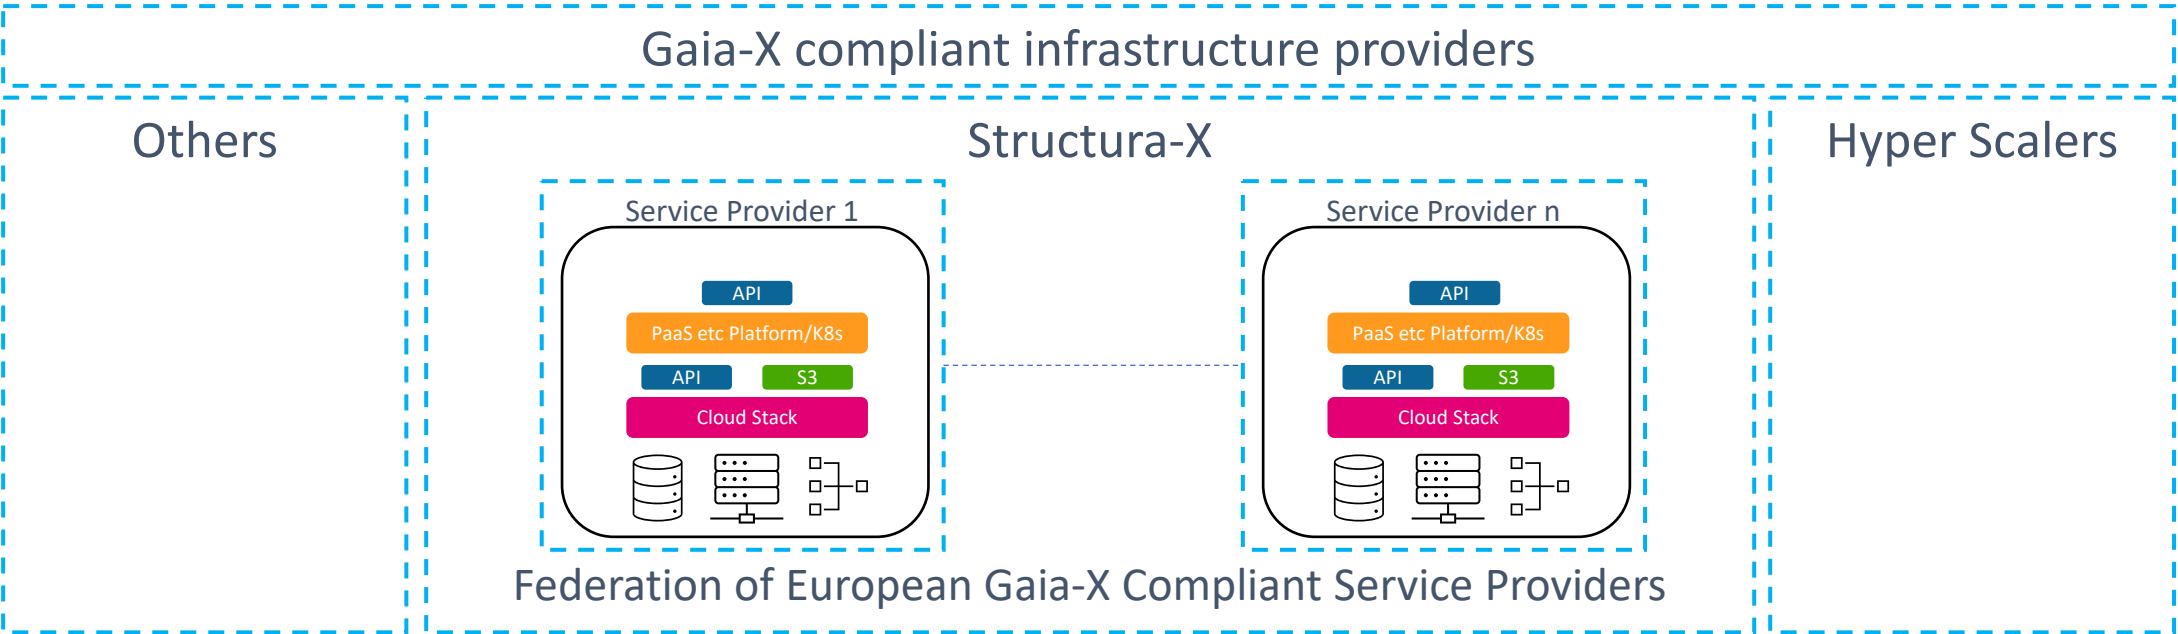 Gaia-X compliant infrastructure providers
Others
Structura-X
Hyper Scalers
Service Provider 1
API
PaaS etc Platform/K8s
API
S3
Cloud Stack
Service Provider n
API
PaaS etc Platform/K8s
API
S3
Cloud Stack
Federation of European Gaia-X Compliant Service Providers